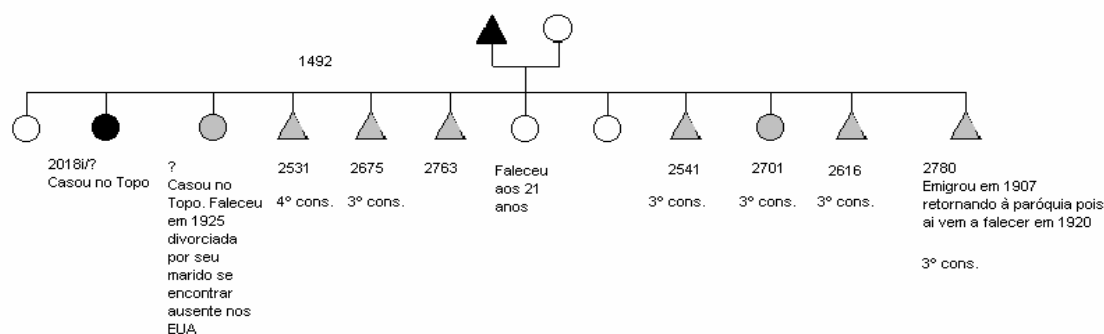 1492
2018i/?
Casou no Topo
?
Casou no
Topo. Faleceu
em 1925
divorciada
por seu
marido se
encontrar
ausente nos
EUA
2531
4º cons.
2675
3º cons.
2763
Faleceu
aos 21
anos
2541
3º cons.
2701
3º cons.
2616
3º cons.
2780
Emigrou em 1907
retornando à paróquia pois
ai vem a falecer em 1920
3º cons.